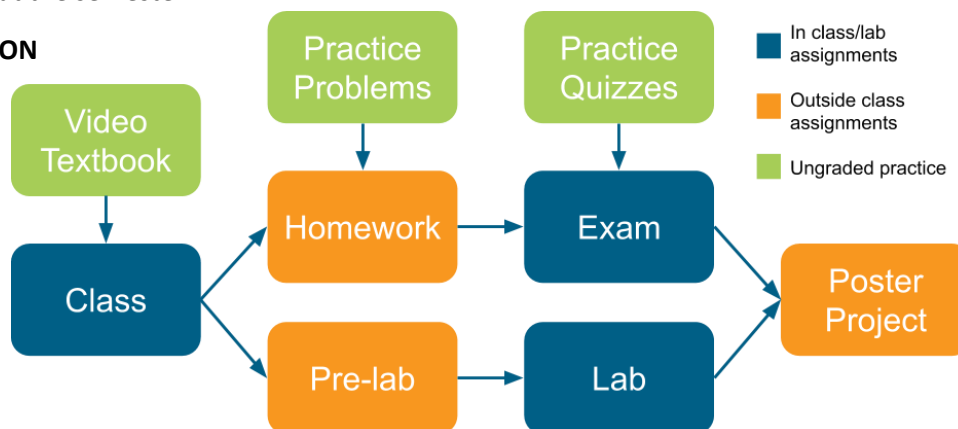 ON
Practice
Problems
Practice
Quizzes
In class/lab
assignments
Outside class
assignments
Ungraded practice
Video
Textbook
Homework
Exam
Class
Poster
Project
Pre-lab
Lab